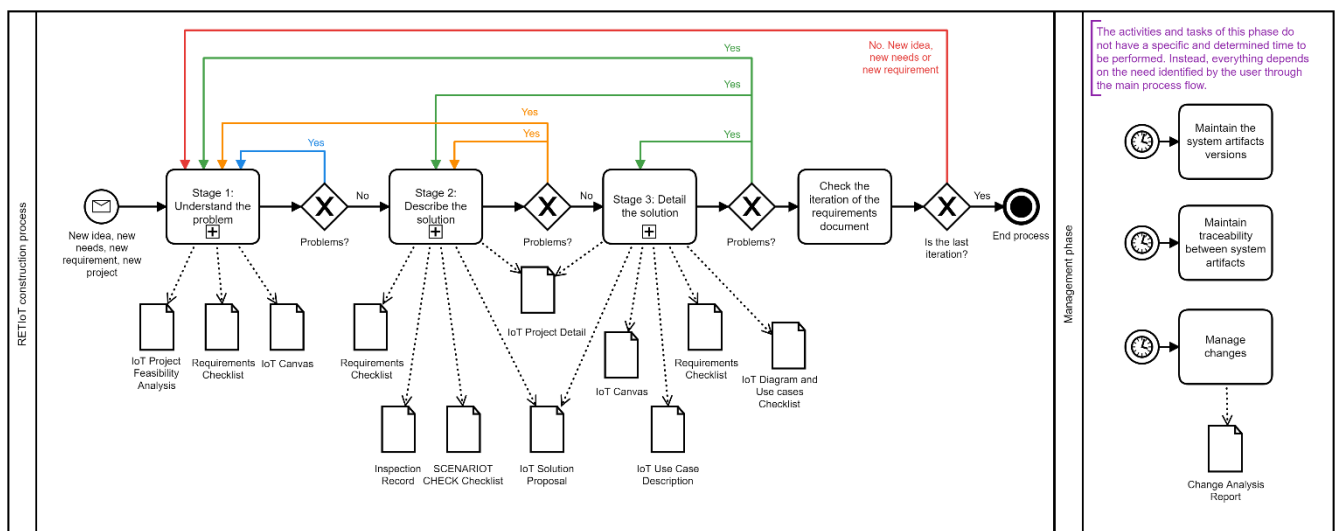 RETIoT construction process
No. New idea,
new needs or
new requirement
Yes
Yes
Yes
Yes
Yes
Yes
Stage 1:
Understand the
problem
No
Stage 2:
Describe the
solution
No
Stage 3: Detail
the solution
Check the
iteration of the
requirements
document
Yes
New idea, new
needs, new
requirement, new
project
Problems?
Problems?
Problems?
Is the last
iteration?
End process
IoT Project Detail
IoT Project
Feasibility
Analysis
Requirements
Checklist
IoT Canvas
Requirements
Checklist
IoT Canvas
Requirements
Checklist
IoT Diagram and
Use cases
Checklist
Inspection
Record
SCENARIOT
CHECK Checklist
IoT Solution
Proposal
IoT Use Case
Description
Management phase
The activities and tasks of this phase do
not have a specific and determined time to
be performed. Instead, everything depends
on the need identified by the user through
the main process flow.
Maintain the
system artifacts
versions
Maintain
traceability
between system
artifacts
Manage
changes
Change Analysis
Report